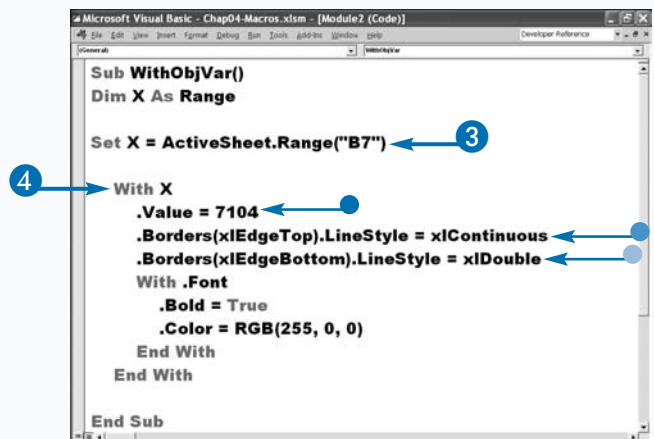 Microsoft Visual Basic - Chap04-Macros.xlsm - [Module2 (Code)]
File Edit View Insert Format Debug Run Tools Add-Ins Window Help Developer Reference
(General) WithObjVar
Sub WithObjVar()
Dim X As Range
Set X = ActiveSheet.Range("B7") 3
4 With X
.Value = 7104
.Borders(xlEdgeTop).LineStyle = xlContinuous
.Borders(xlEdgeBottom).LineStyle = xlDouble
With .Font
.Bold = True
.Color = RGB(255, 0, 0)
End With
End With
End Sub